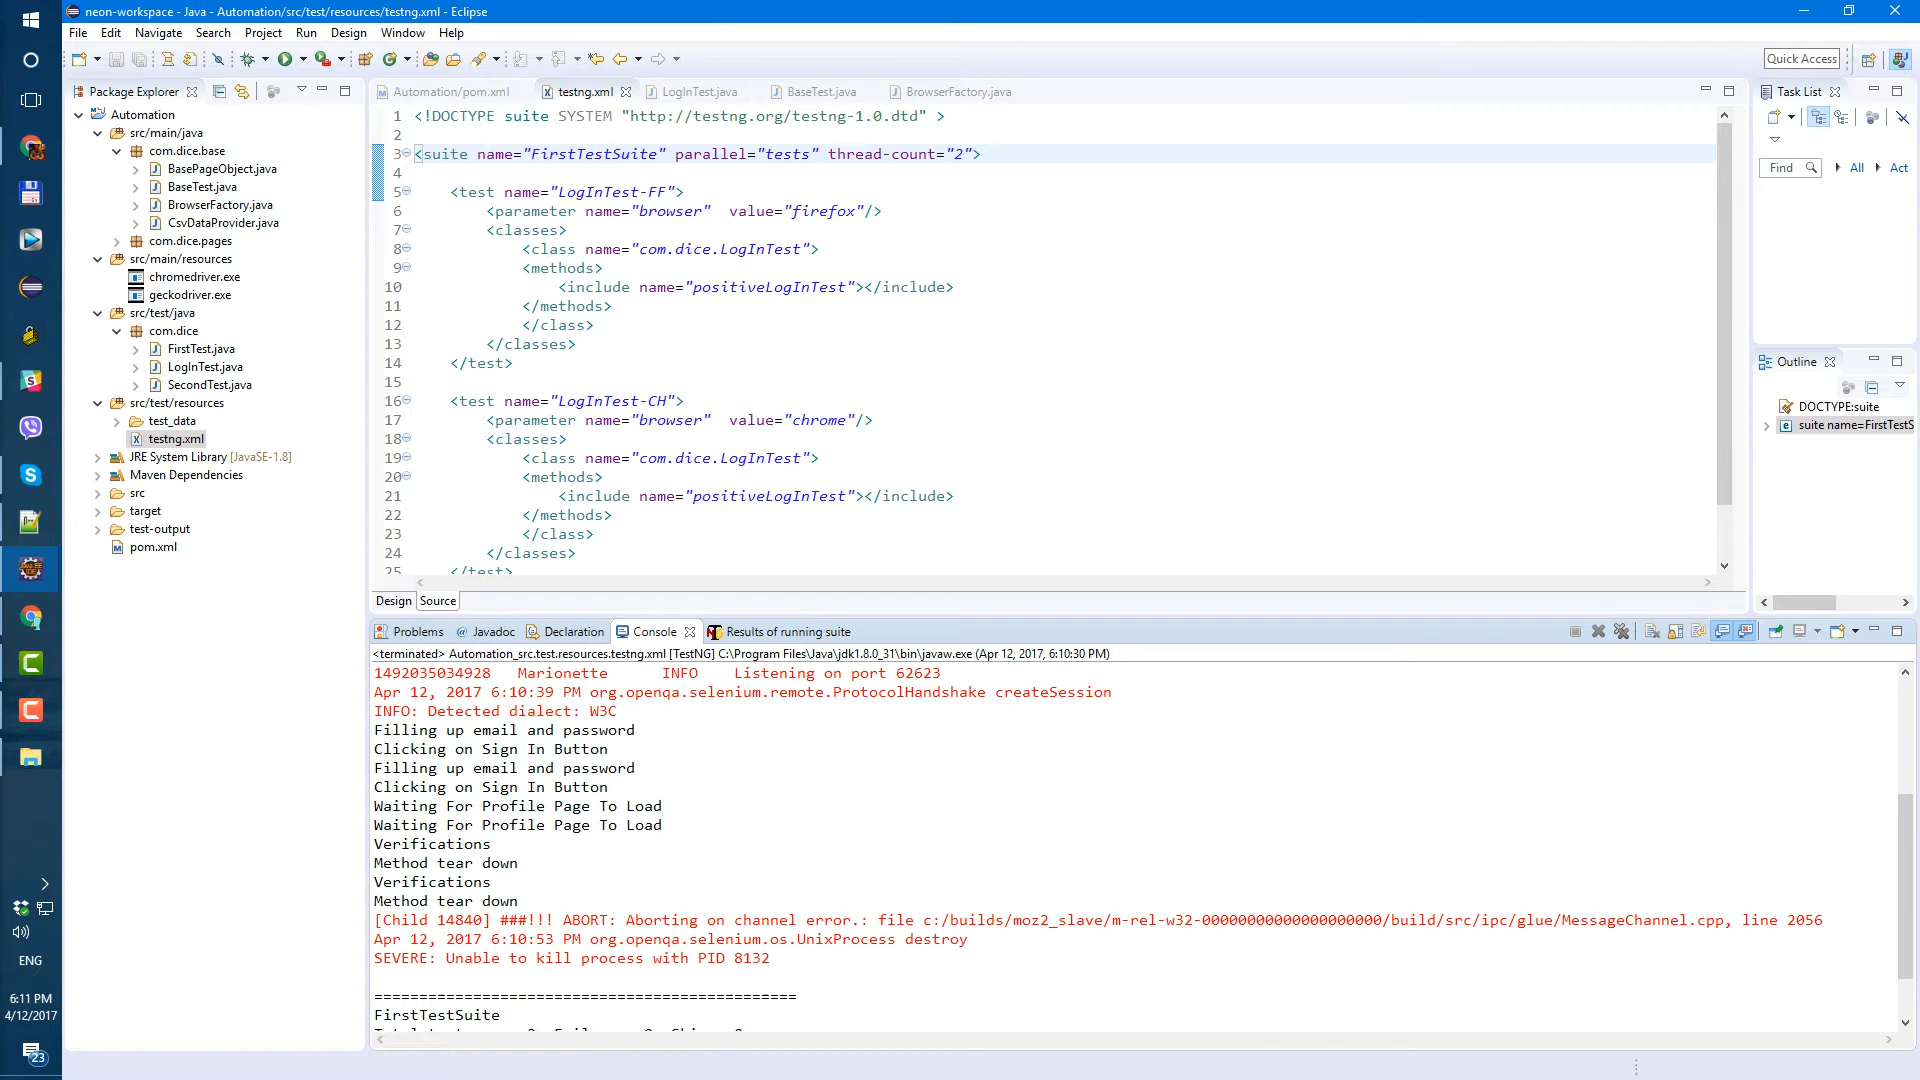 neon-workspace - Java - Automation/src/test/resources/testng.xml - Eclipse
File Edit Navigate Search Project Run Design Window Help
Quick Access
Package Explorer
Automation
src/main/java
com.dice.base
BasePageObject.java
BaseTest.java
BrowserFactory.java
CsvDataProvider.java
com.dice.pages
src/main/resources
chromedriver.exe
geckodriver.exe
src/test/java
com.dice
FirstTest.java
LogInTest.java
SecondTest.java
src/test/resources
test_data
testng.xml
JRE System Library [JavaSE-1.8]
Maven Dependencies
src
target
test-output
pom.xml
Automation/pom.xml testng.xml LogInTest.java BaseTest.java BrowserFactory.java
1 <!DOCTYPE suite SYSTEM "http://testng.org/testng-1.0.dtd" >
2
3 <suite name="FirstTestSuite" parallel="tests" thread-count="2">
4
5 <test name="LogInTest-FF">
6 <parameter name="browser"  value="firefox"/>
7 <classes>
8 <class name="com.dice.LogInTest">
9 <methods>
10 <include name="positiveLogInTest"></include>
11 </methods>
12 </class>
13 </classes>
14 </test>
15
16 <test name="LogInTest-CH">
17 <parameter name="browser"  value="chrome"/>
18 <classes>
19 <class name="com.dice.LogInTest">
20 <methods>
21 <include name="positiveLogInTest"></include>
22 </methods>
23 </class>
24 </classes>
25 </test>
Design Source
Task List
Find All Act
Outline
DOCTYPE:suite
suite name=FirstTestS
Problems Javadoc Declaration Console Results of running suite
<terminated> Automation_src.test.resources.testng.xml [TestNG] C:\Program Files\Java\jdk1.8.0_31\bin\javaw.exe (Apr 12, 2017, 6:10:30 PM)
1492035034928 Marionette INFO Listening on port 62623
Apr 12, 2017 6:10:39 PM org.openqa.selenium.remote.ProtocolHandshake createSession
INFO: Detected dialect: W3C
Filling up email and password
Clicking on Sign In Button
Filling up email and password
Clicking on Sign In Button
Waiting For Profile Page To Load
Waiting For Profile Page To Load
Verifications
Method tear down
Verifications
Method tear down
[Child 14840] ###!!! ABORT: Aborting on channel error.: file c:/builds/moz2_slave/m-rel-w32-00000000000000000000/build/src/ipc/glue/MessageChannel.cpp, line 2056
Apr 12, 2017 6:10:53 PM org.openqa.selenium.os.UnixProcess destroy
SEVERE: Unable to kill process with PID 8132
===============================================
FirstTestSuite
ENG
6:11 PM
4/12/2017
23